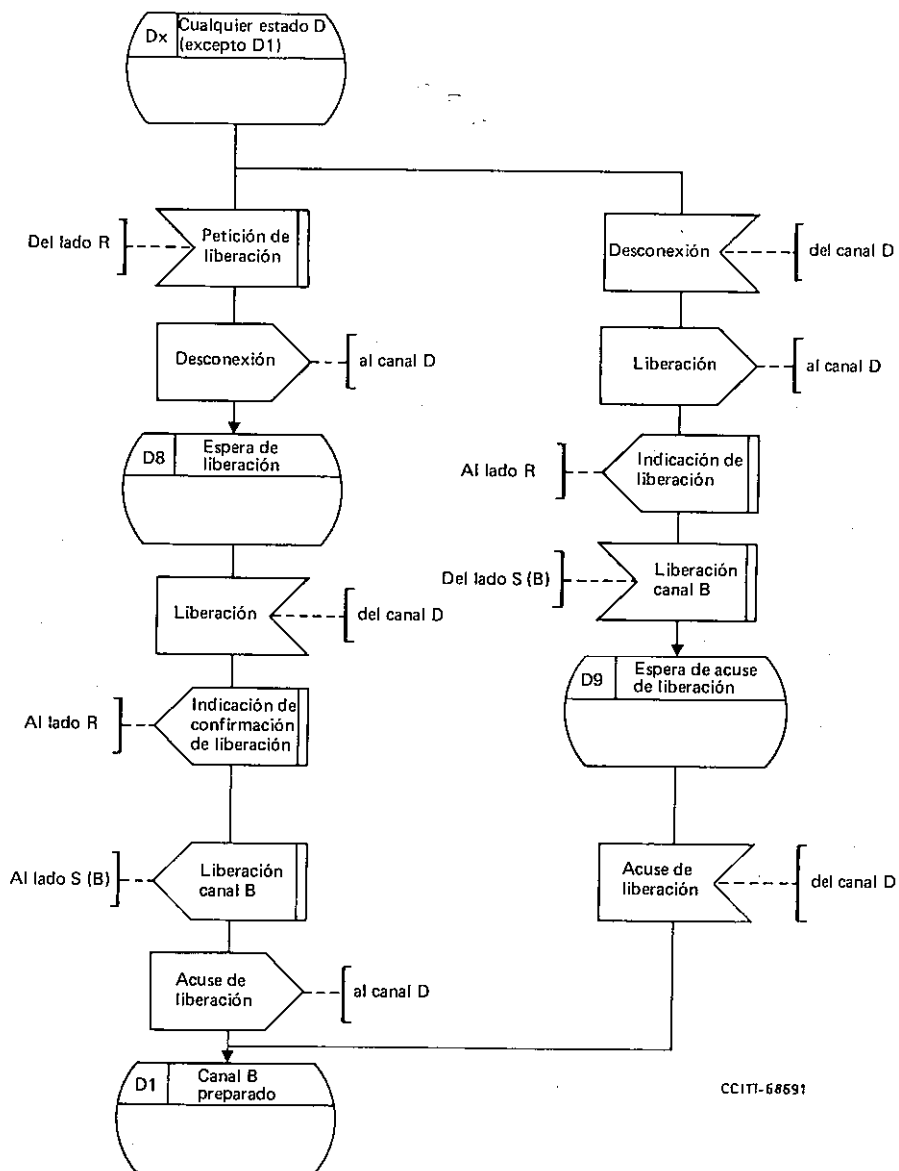 Dx
Cualquier estado D
(excepto D1)
Del lado R
Petición de
liberación
Desconexión
del canal D
Desconexión
al canal D
Liberación
al canal D
D8
Espera de
liberación
Al lado R
Indicación de
liberación
Del lado S (B)
Liberación
canal B
Liberación
del canal D
D9
Espera de acuse
de liberación
Al lado R
Indicación de
confirmación
de liberación
Al lado S (B)
Liberación
canal B
Acuse de
liberación
del canal D
Acuse de
liberación
al canal D
D1
Canal B
preparado
CCITT-68691